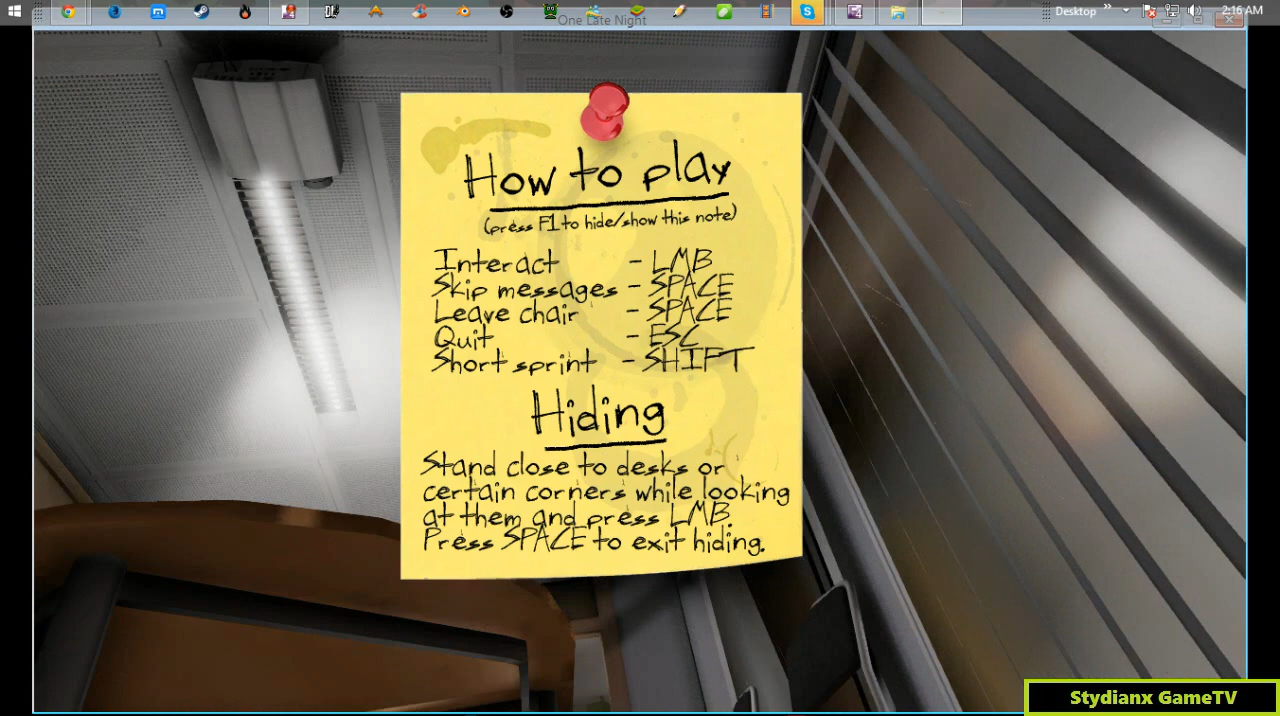 One Late Night
Desktop
2:16 AM
How to play
(press F1 to hide/show this note)
Interact - LMB
Skip messages - SPACE
Leave chair - SPACE
Quit - ESC
Short sprint - SHIFT
Hiding
Stand close to desks or
certain corners while looking
at them and press LMB.
Press SPACE to exit hiding.
Stydianx GameTV